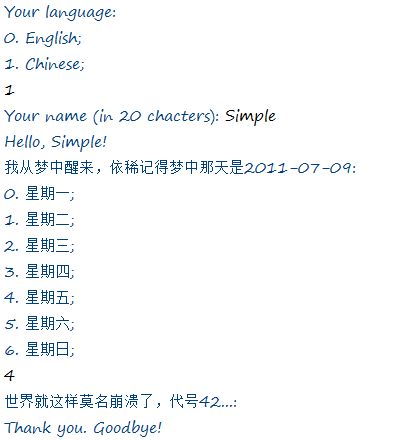 Your language:
0. English;
1. Chinese;
1
Your name (in 20 chacters): Simple
Hello, Simple!
我从梦中醒来，依稀记得梦中那天是2011-07-09:
0. 星期一;
1. 星期二;
2. 星期三;
3. 星期四;
4. 星期五;
5. 星期六;
6. 星期日;
4
世界就这样莫名崩溃了，代号42...:
Thank you. Goodbye!